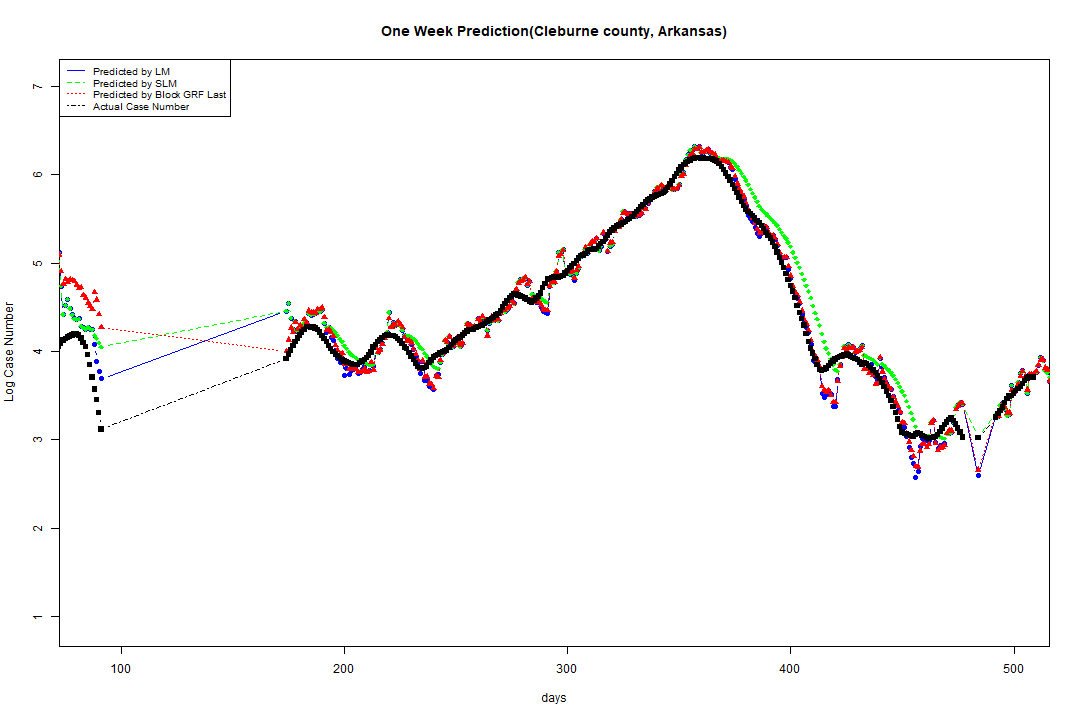 One Week Prediction(Cleburne county, Arkansas)
Predicted by LM
Predicted by SLM
Predicted by Block GRF Last
Actual Case Number
7
6
5
4
3
2
1
Log Case Number
100 200 300 400 500
days